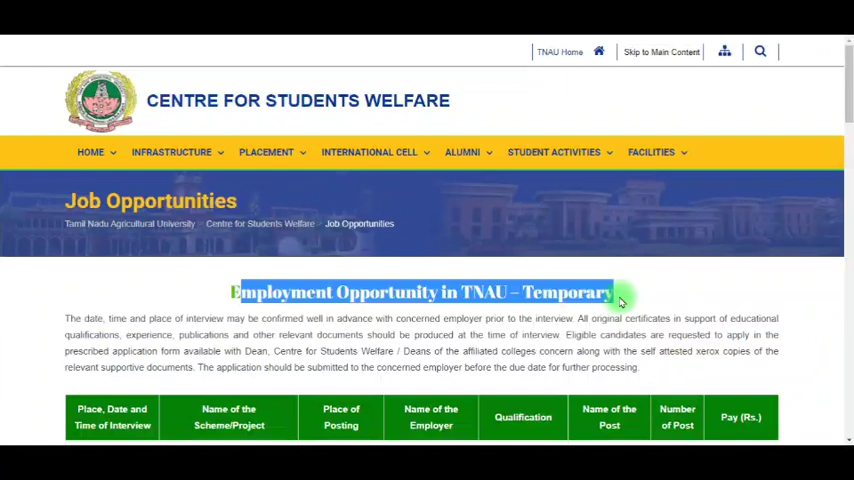 TNAU Home Skip to Main Content
CENTRE FOR STUDENTS WELFARE
HOME INFRASTRUCTURE PLACEMENT INTERNATIONAL CELL ALUMNI STUDENT ACTIVITIES FACILITIES
Job Opportunities
Tamil Nadu Agricultural University Centre for Students Welfare Job Opportunities
Employment Opportunity in TNAU – Temporary
The date, time and place of interview may be confirmed well in advance with concerned employer prior to the interview. All original certificates in support of educational
qualifications, experience, publications and other relevant documents should be produced at the time of interview. Eligible candidates are requested to apply in the
prescribed application form available with Dean, Centre for Students Welfare / Deans of the affiliated colleges concern along with the self attested xerox copies of the
relevant supportive documents. The application should be submitted to the concerned employer before the due date for further processing.
Place, Date and Name of the Place of Name of the Qualification Name of the Number Pay (Rs.)
Time of Interview Scheme/Project Posting Employer Post of Post